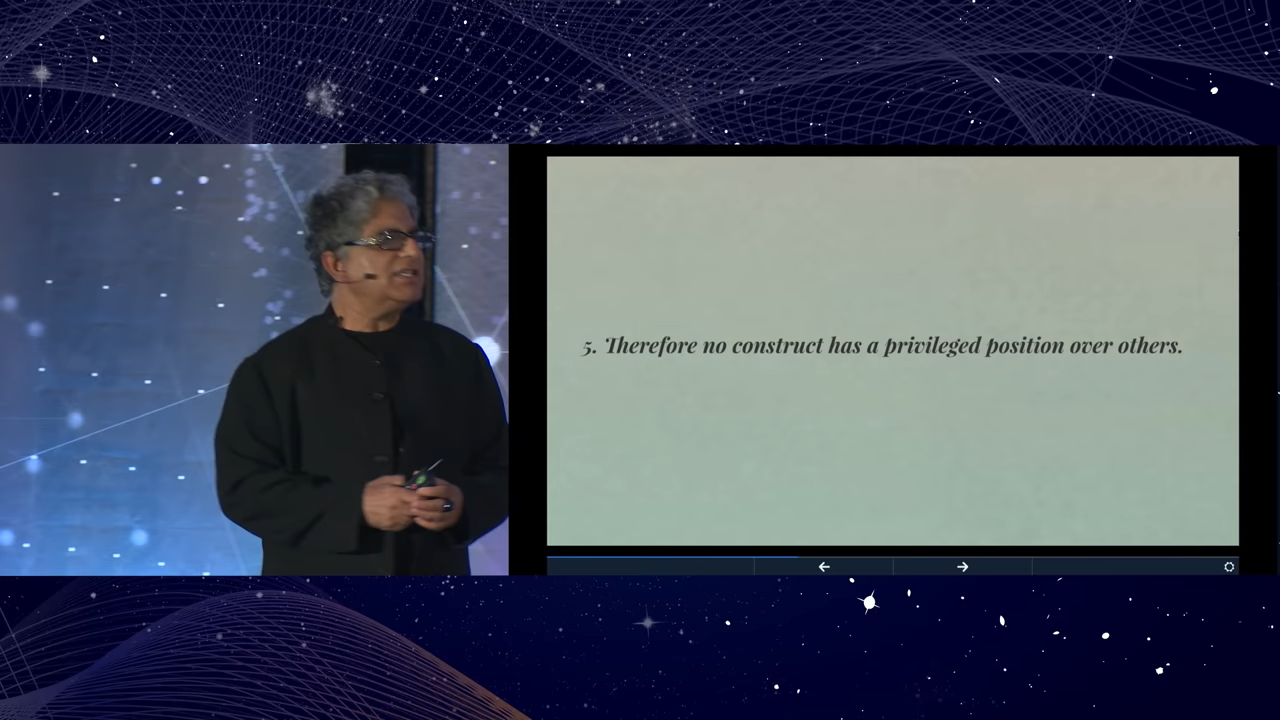 5. Therefore no construct has a privileged position over others.